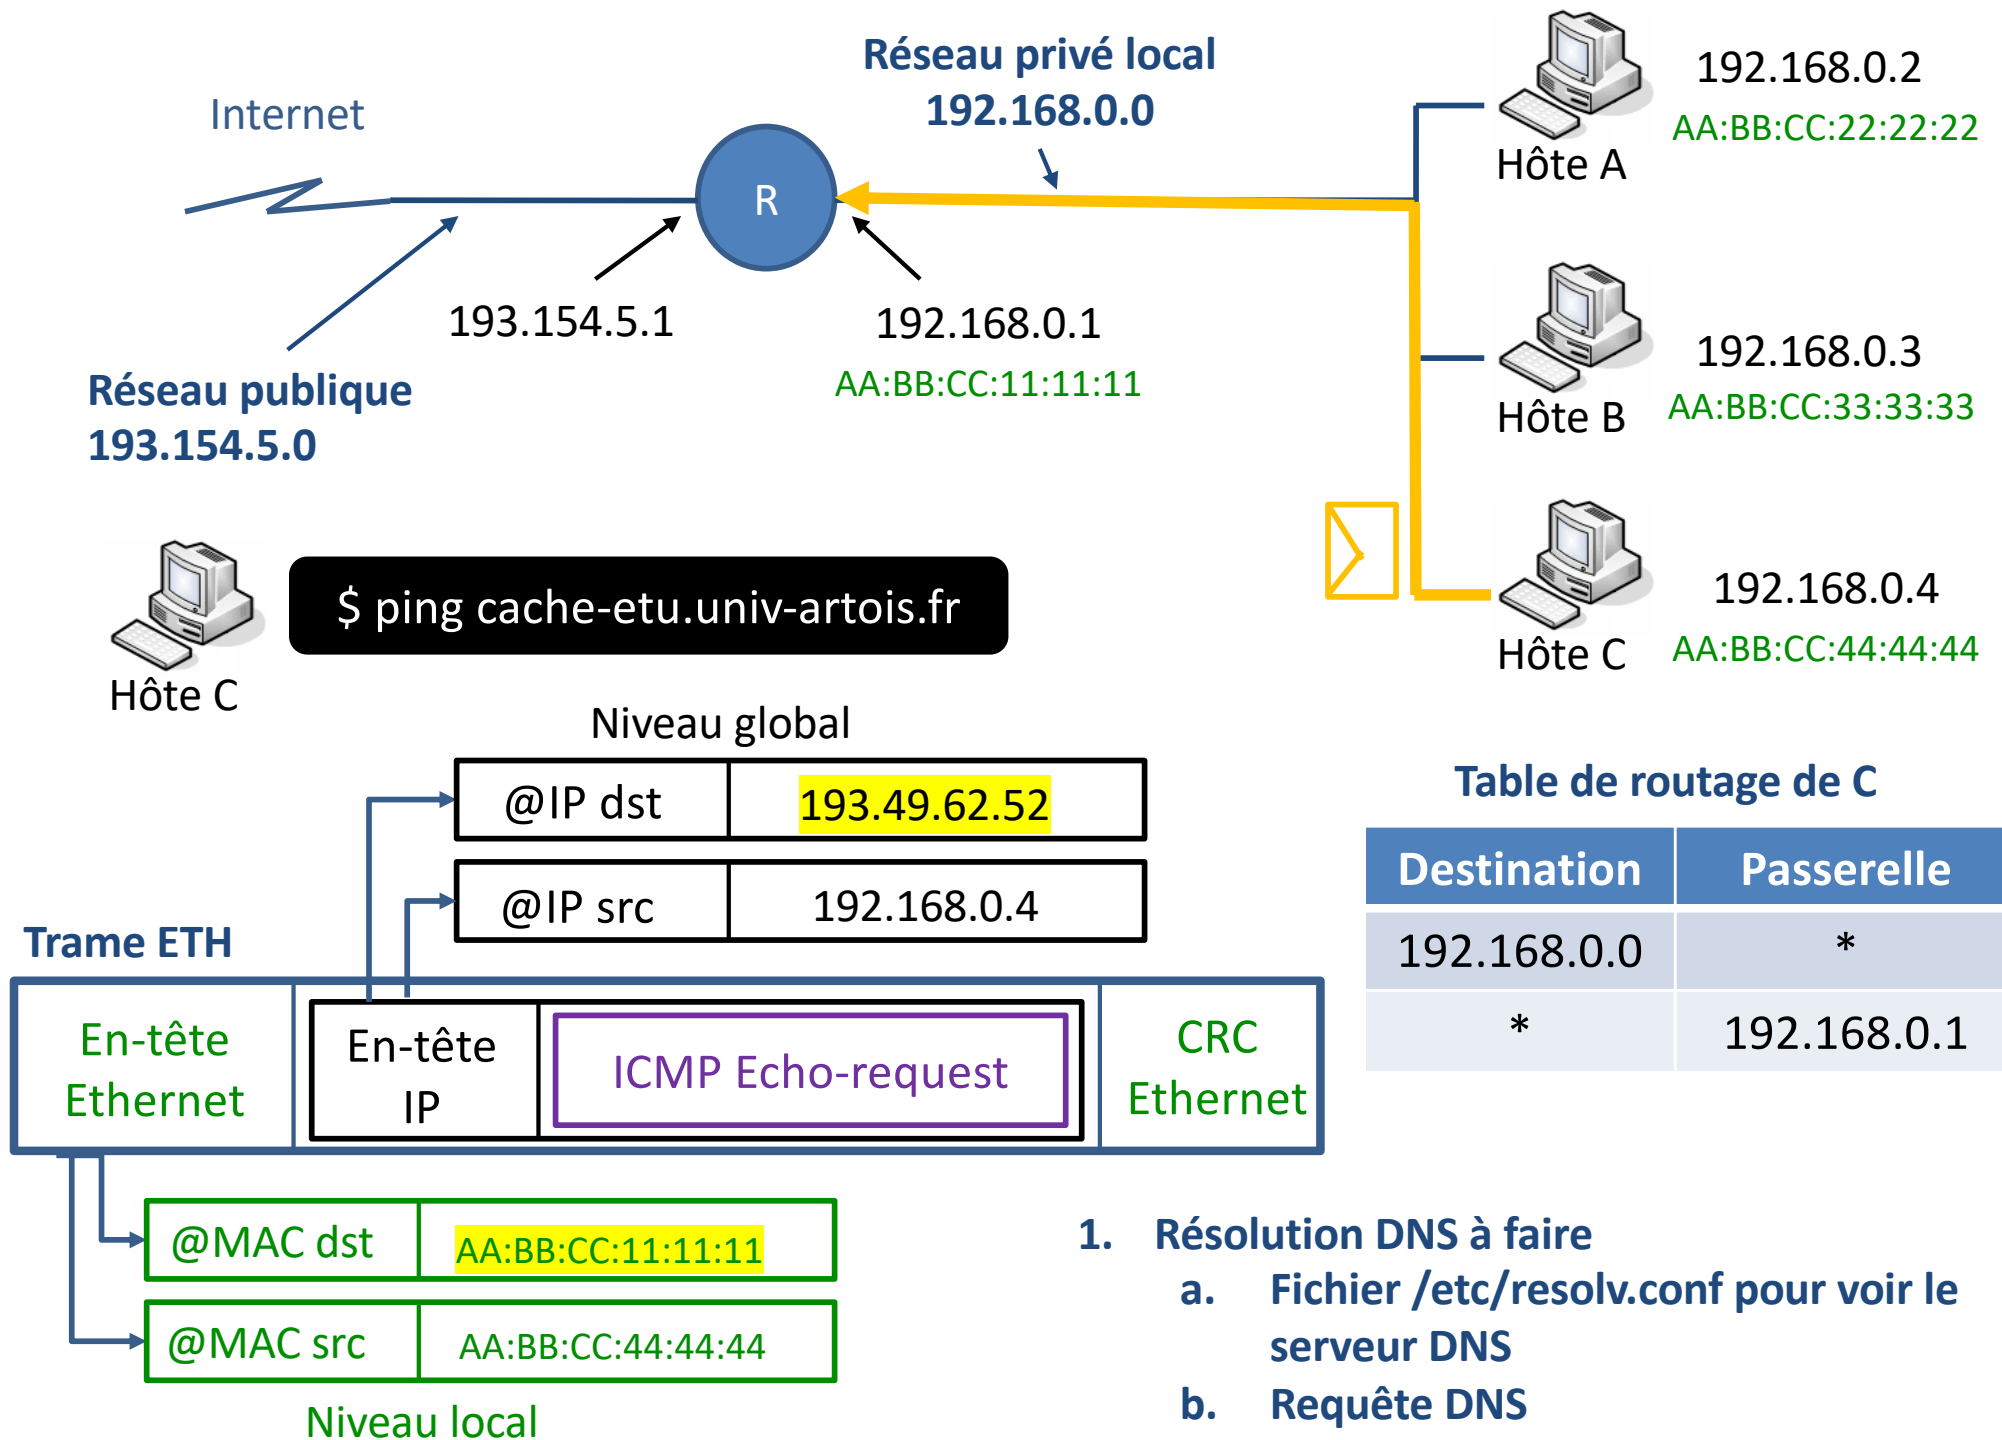 Réseau privé local
192.168.0.0
Internet
R
192.168.0.2
AA:BB:CC:22:22:22
Hôte A
193.154.5.1
192.168.0.1
AA:BB:CC:11:11:11
Réseau publique
193.154.5.0
192.168.0.3
AA:BB:CC:33:33:33
Hôte B
192.168.0.4
AA:BB:CC:44:44:44
Hôte C
$ ping cache-etu.univ-artois.fr
Hôte C
Niveau global
@IP dst 193.49.62.52
@IP src 192.168.0.4
Table de routage de C
Destination Passerelle
192.168.0.0 *
* 192.168.0.1
Trame ETH
En-tête
Ethernet
En-tête
IP
ICMP Echo-request
CRC
Ethernet
@MAC dst AA:BB:CC:11:11:11
@MAC src AA:BB:CC:44:44:44
Niveau local
1. Résolution DNS à faire
a. Fichier /etc/resolv.conf pour voir le
serveur DNS
b. Requête DNS